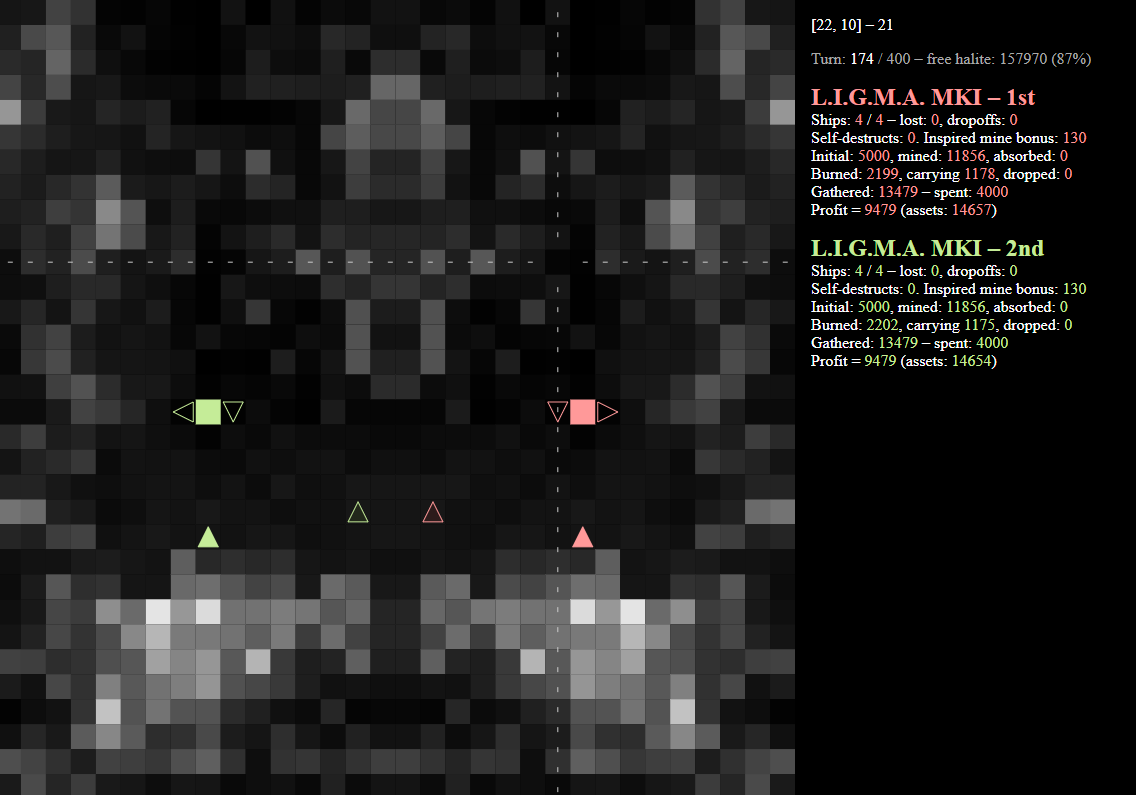 [22, 10] – 21
Turn: 174 / 400 – free halite: 157970 (87%)
L.I.G.M.A. MKI – 1st
Ships: 4 / 4 – lost: 0, dropoffs: 0
Self-destructs: 0. Inspired mine bonus: 130
Initial: 5000, mined: 11856, absorbed: 0
Burned: 2199, carrying 1178, dropped: 0
Gathered: 13479 – spent: 4000
Profit = 9479 (assets: 14657)
L.I.G.M.A. MKI – 2nd
Ships: 4 / 4 – lost: 0, dropoffs: 0
Self-destructs: 0. Inspired mine bonus: 130
Initial: 5000, mined: 11856, absorbed: 0
Burned: 2202, carrying 1175, dropped: 0
Gathered: 13479 – spent: 4000
Profit = 9479 (assets: 14654)